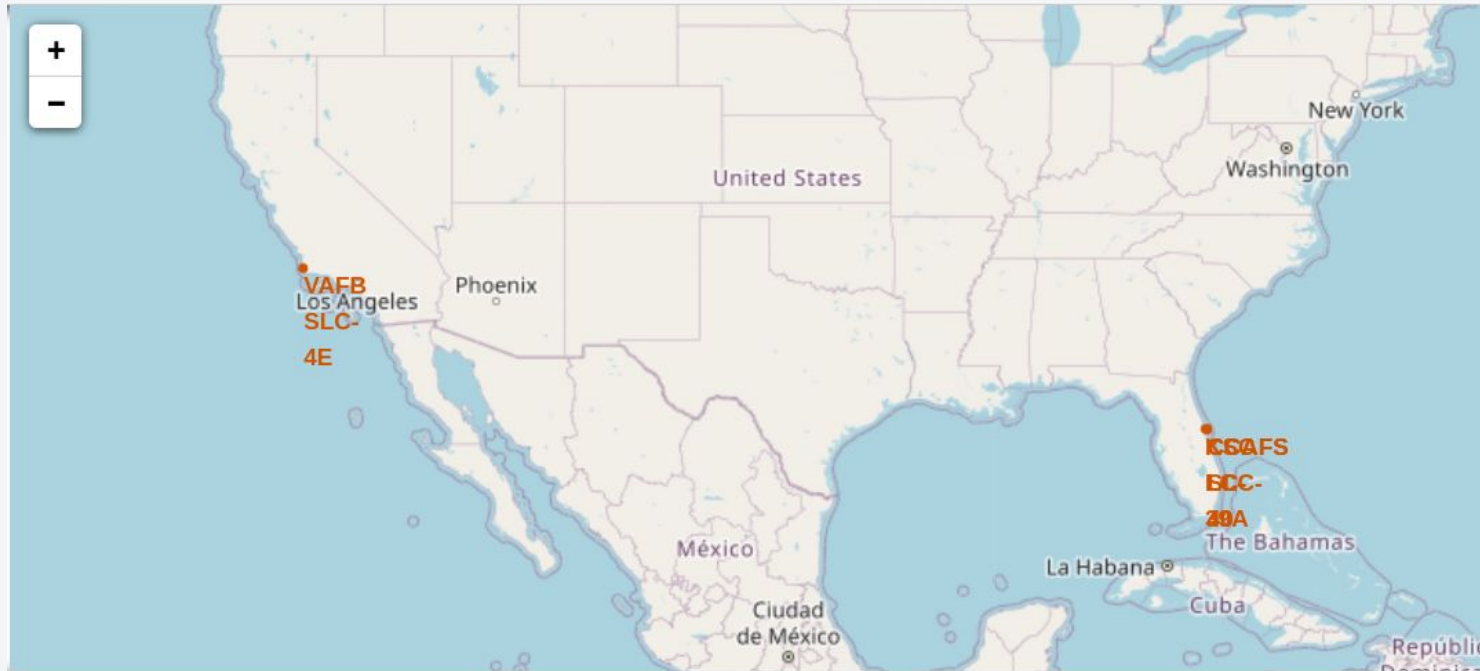 +
−
New York
Washington
United States
VAFB
Los Angeles
SLC-
4E
Phoenix
México
The Bahamas
La Habana
Cuba
Ciudad
de México
Repúbli